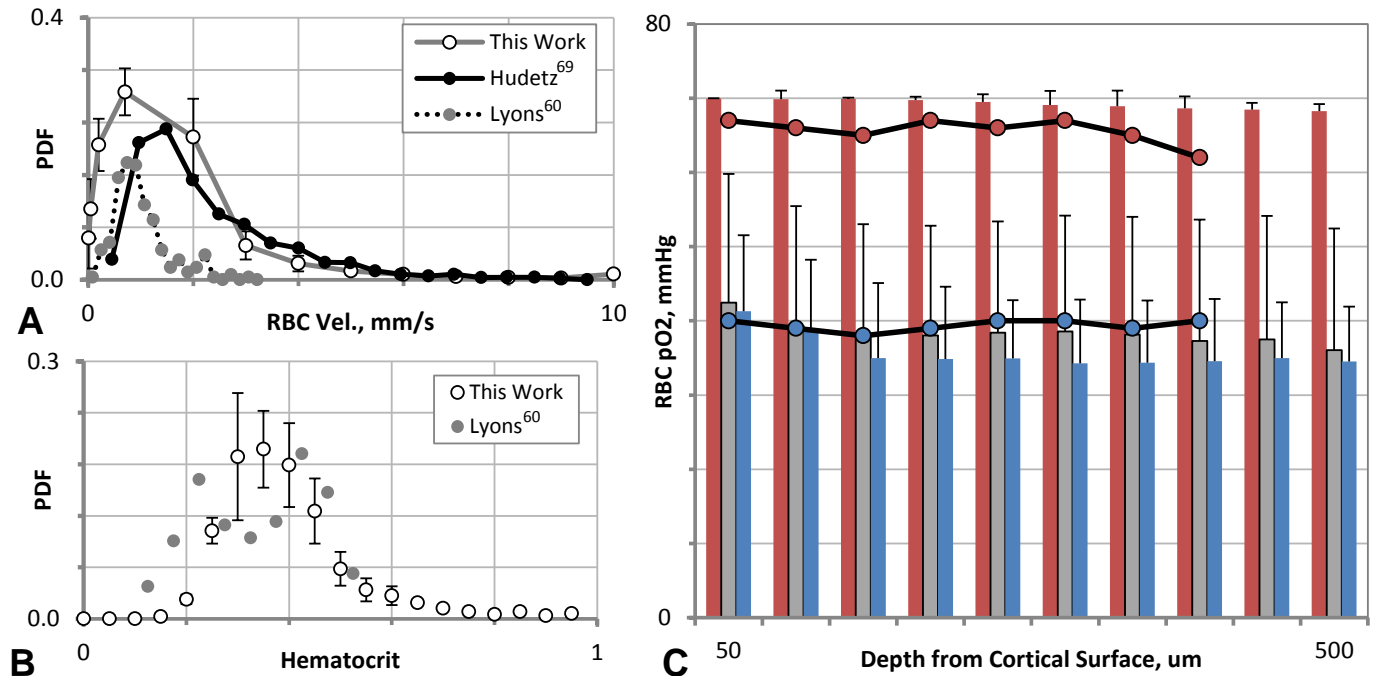 0.4
PDF
0.0
This Work
Hudetz69
Lyons60
0
10
RBC Vel., mm/s
A
0.3
PDF
0.0
This Work
Lyons60
0
1
Hematocrit
B
80
RBC pO2, mmHg
0
50
500
Depth from Cortical Surface, um
C